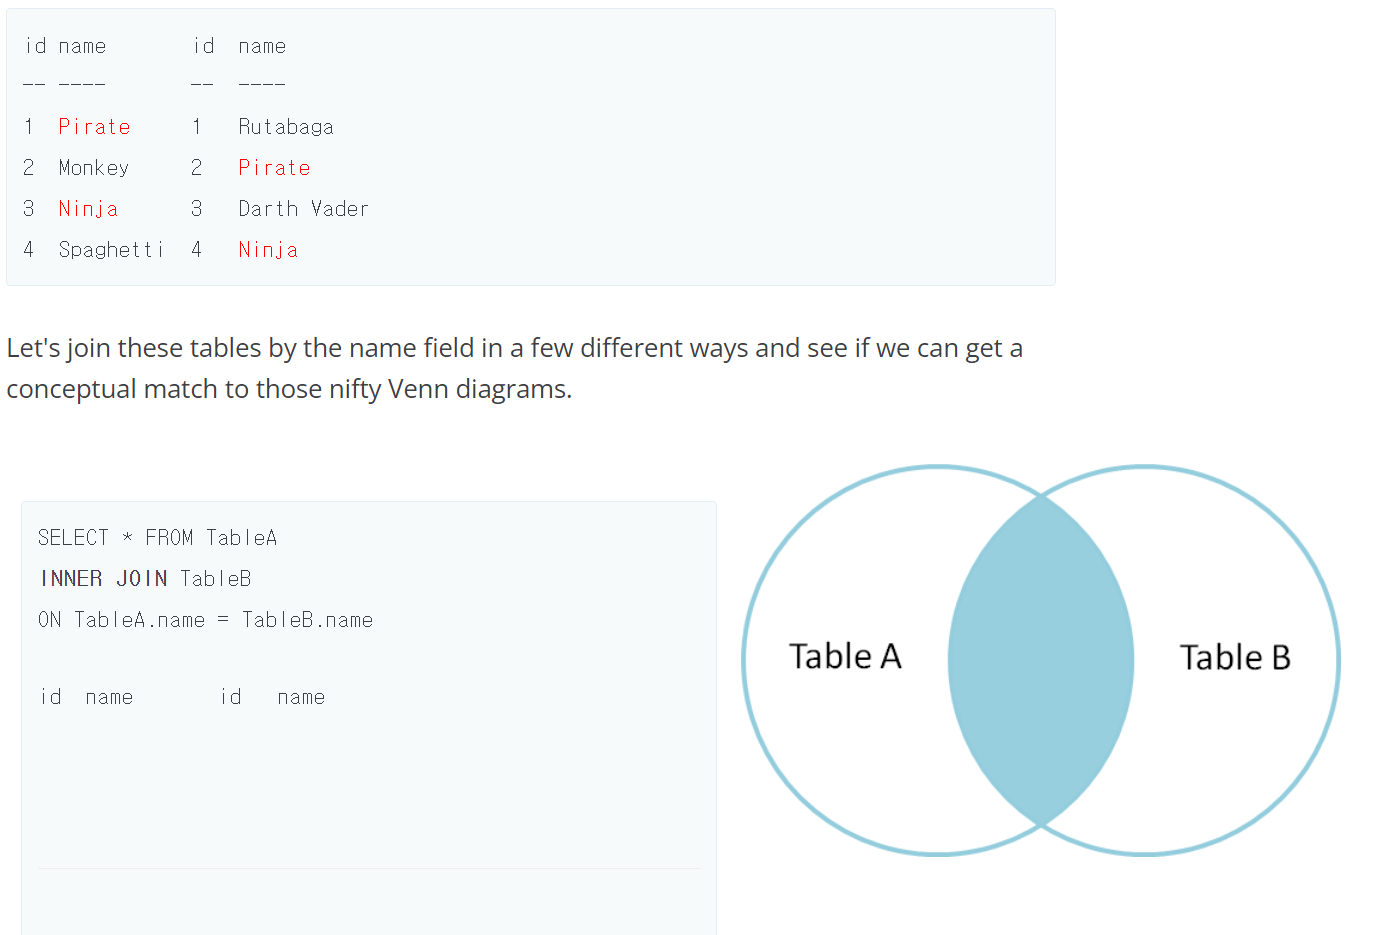 id name id name
-- ---- -- ----
1 Pirate 1 Rutabaga
2 Monkey 2 Pirate
3 Ninja 3 Darth Vader
4 Spaghetti 4 Ninja
Let's join these tables by the name field in a few different ways and see if we can get a
conceptual match to those nifty Venn diagrams.
SELECT * FROM TableA
INNER JOIN TableB
ON TableA.name = TableB.name
id name id name
Table A
Table B